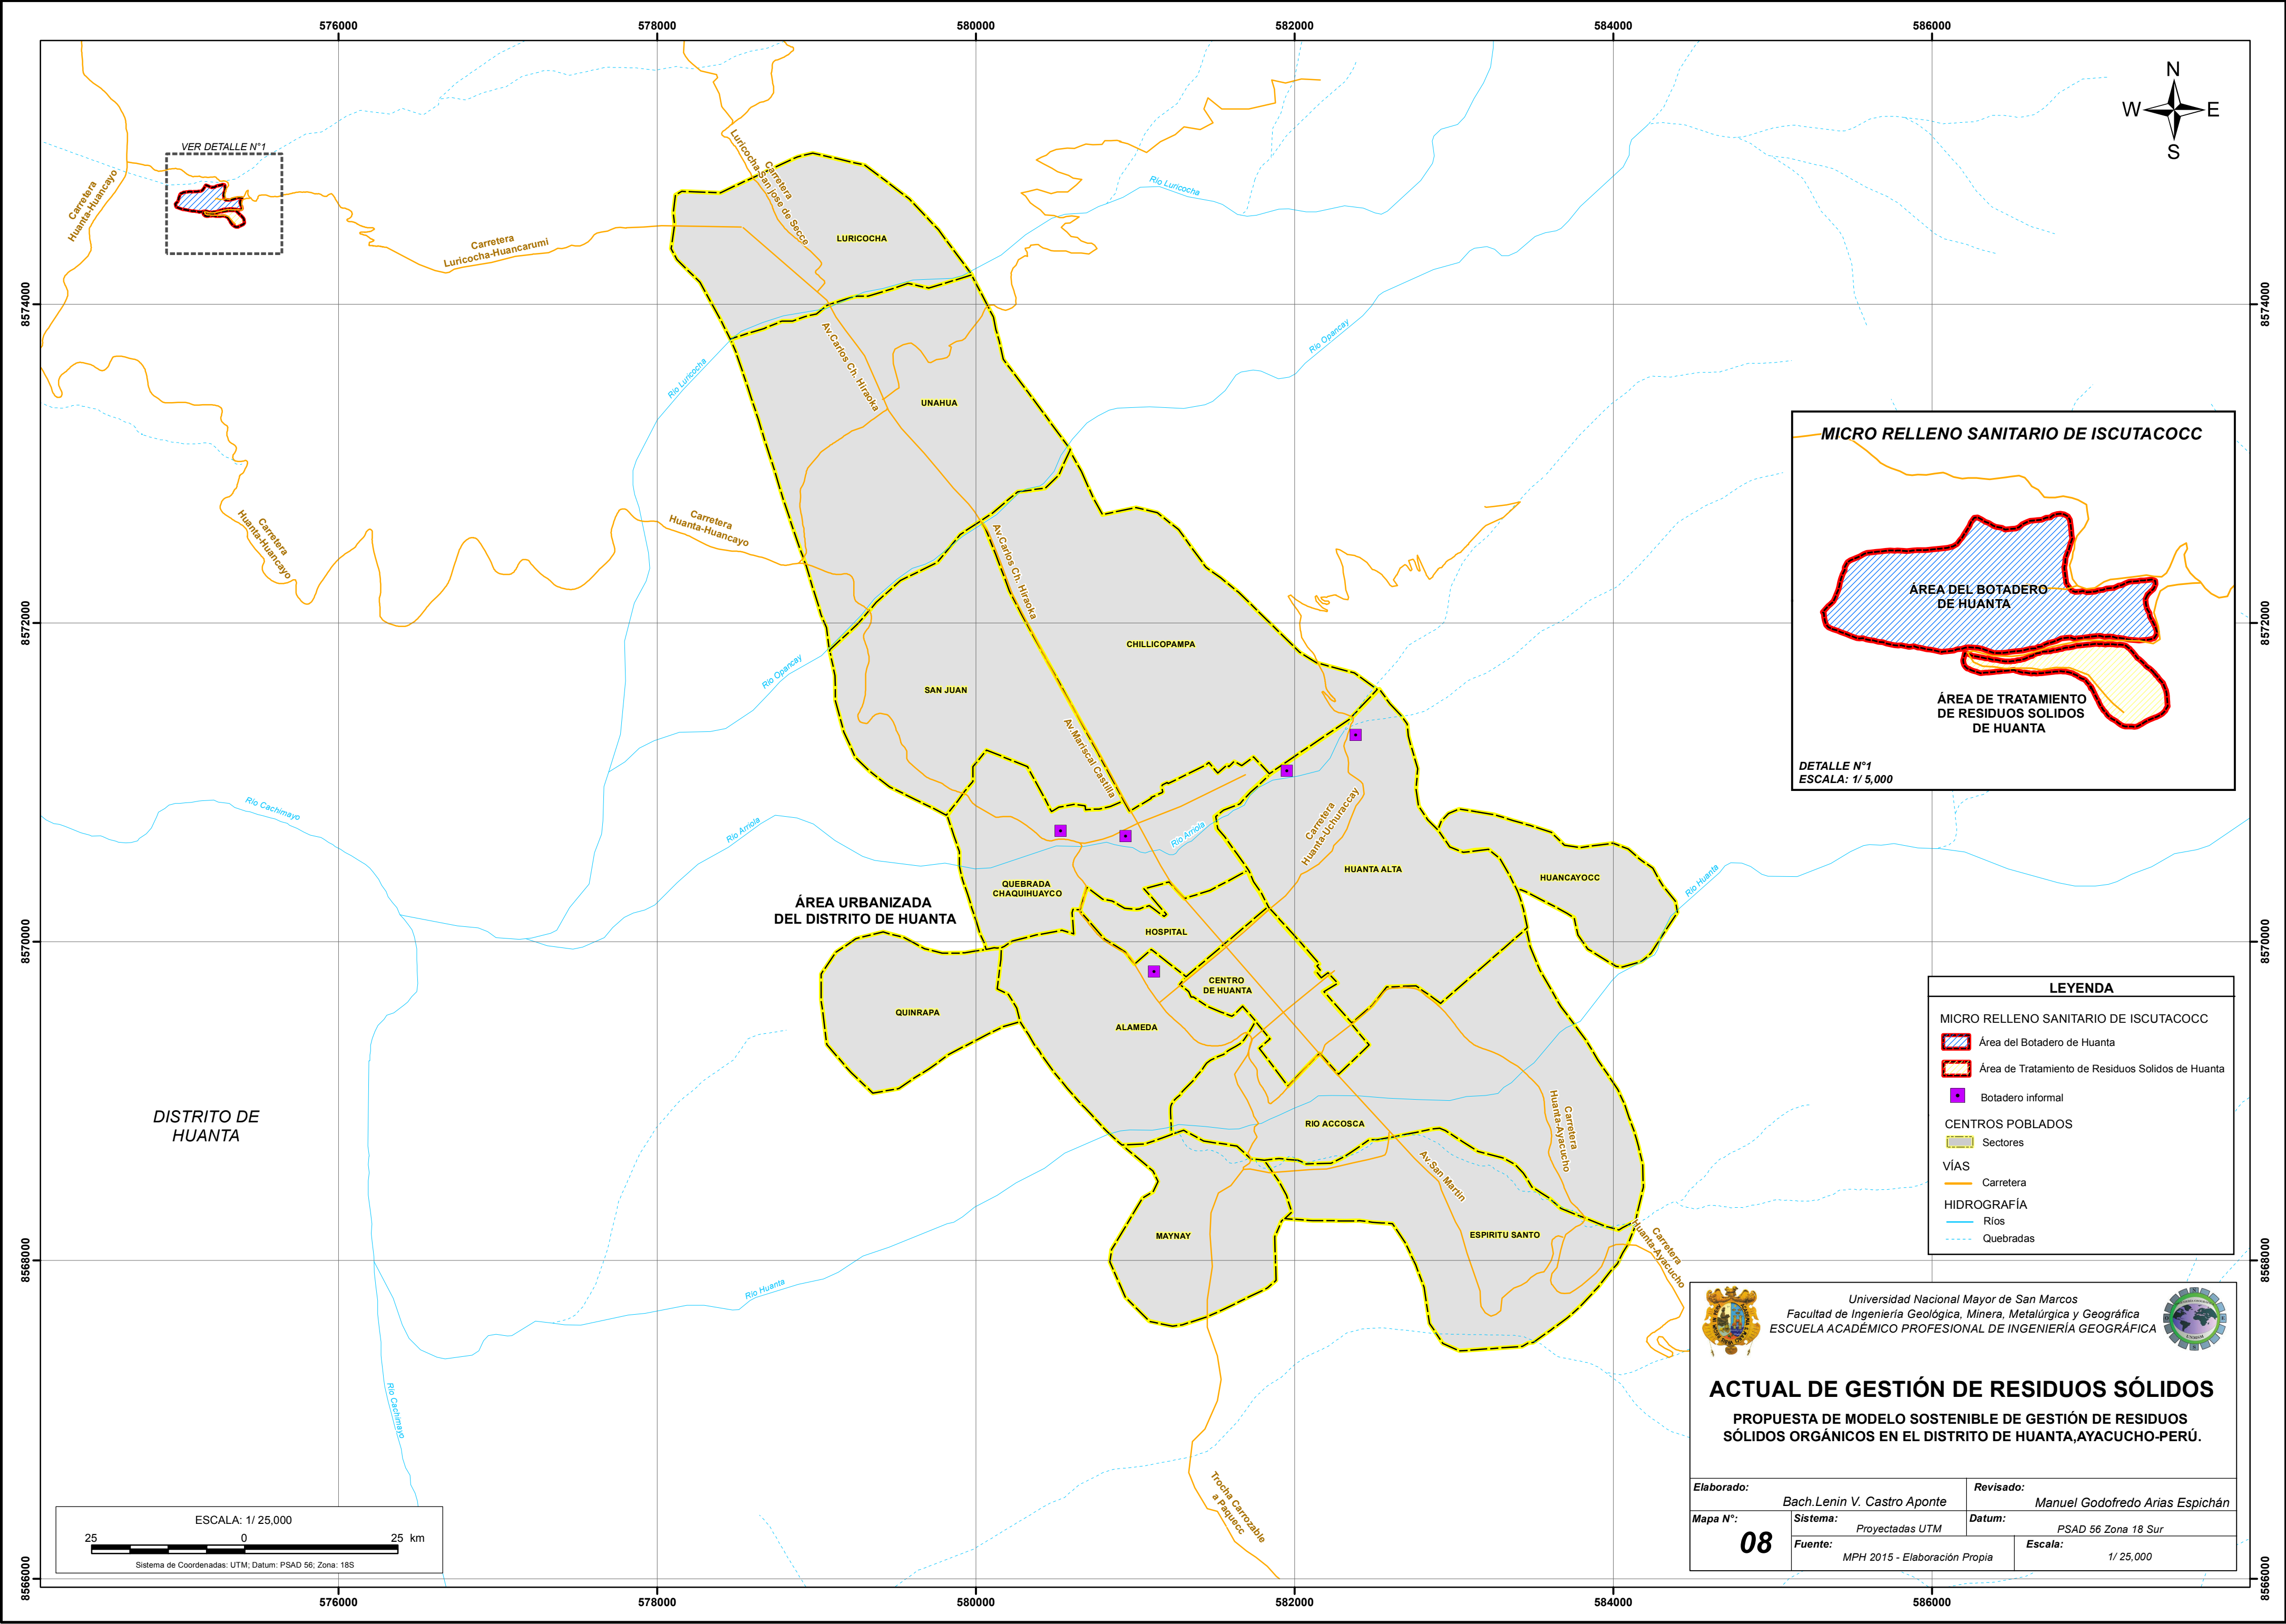 576000
578000
580000
582000
584000
586000
N
W E
S
VER DETALLE N°1
Carretera
Huanta-Huancayo
Carretera
Luricocha-San jose de Secce
Río Luricocha
LURICOCHA
Carretera
Luricocha-Huancarumi
8574000
8574000
Río Opancay
Av.Carlos Ch. Hiraoka
Río Luricocha
UNAHUA
MICRO RELLENO SANITARIO DE ISCUTACOCC
ÁREA DEL BOTADERO
DE HUANTA
ÁREA DE TRATAMIENTO
DE RESIDUOS SOLIDOS
DE HUANTA
DETALLE N°1
ESCALA: 1/ 5,000
Carretera
Huanta-Huancayo
Carretera
Huanta-Huancayo
Av.Carlos Ch. Hiraoka
8572000
8572000
CHILLICOPAMPA
Río Opancay
SAN JUAN
Av.Mariscal Castilla
Río Cachimayo
Río Arriola
Río Arriola
Carretera
Huanta-Uchuraccay
HUANTA ALTA
HUANCAYOCC
Río Huanta
QUEBRADA
CHAQUIHUAYCO
ÁREA URBANIZADA
DEL DISTRITO DE HUANTA
HOSPITAL
8570000
8570000
CENTRO
DE HUANTA
QUINRAPA
ALAMEDA
LEYENDA
MICRO RELLENO SANITARIO DE ISCUTACOCC
Área del Botadero de Huanta
Área de Tratamiento de Residuos Solidos de Huanta
Botadero informal
CENTROS POBLADOS
Sectores
VÍAS
Carretera
HIDROGRAFÍA
Ríos
Quebradas
DISTRITO DE
HUANTA
RIO ACCOSCA
Carretera
Huanta-Ayacucho
Av.San Martin
MAYNAY
ESPIRITU SANTO
Carretera
Huanta-Ayacucho
8568000
8568000
Río Huanta
Río Cachimayo
Trocha Carrozable
a Paquecc
Universidad Nacional Mayor de San Marcos
Facultad de Ingeniería Geológica, Minera, Metalúrgica y Geográfica
ESCUELA ACADÉMICO PROFESIONAL DE INGENIERÍA GEOGRÁFICA
ACTUAL DE GESTIÓN DE RESIDUOS SÓLIDOS
PROPUESTA DE MODELO SOSTENIBLE DE GESTIÓN DE RESIDUOS
SÓLIDOS ORGÁNICOS EN EL DISTRITO DE HUANTA,AYACUCHO-PERÚ.
Elaborado:
Bach.Lenin V. Castro Aponte
Revisado:
Manuel Godofredo Arias Espichán
Mapa N°:
08
Sistema:
Proyectadas UTM
Datum:
PSAD 56 Zona 18 Sur
Fuente:
MPH 2015 - Elaboración Propia
Escala:
1/ 25,000
ESCALA: 1/ 25,000
25 0 25 km
Sistema de Coordenadas: UTM; Datum: PSAD 56; Zona: 18S
8566000
8566000
576000
578000
580000
582000
584000
586000